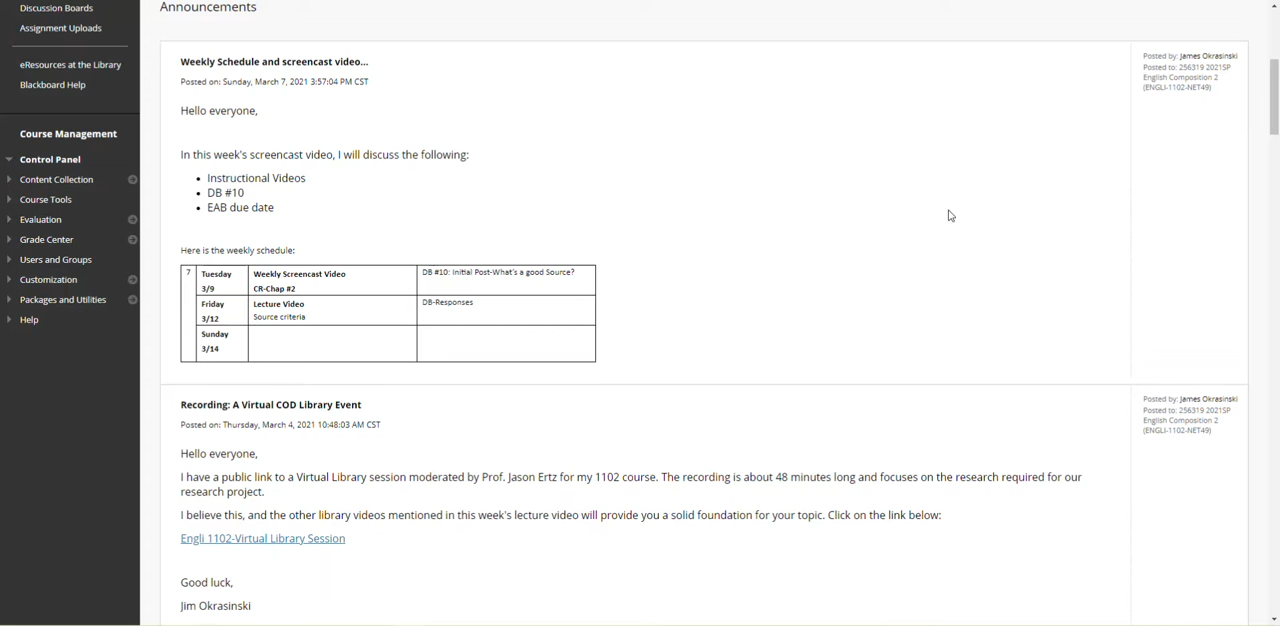 Discussion Boards
Assignment Uploads
eResources at the Library
Blackboard Help
Course Management
Control Panel
Content Collection
Course Tools
Evaluation
Grade Center
Users and Groups
Customization
Packages and Utilities
Help
Announcements
Weekly Schedule and screencast video...
Posted on: Sunday, March 7, 2021 3:57:04 PM CST
Posted by: James Okrasinski
Posted to: 256319 2021SP
English Composition 2
(ENGLI-1102-NET49)
Hello everyone,
In this week's screencast video, I will discuss the following:
• Instructional Videos
• DB #10
• EAB due date
Here is the weekly schedule:
7 Tuesday Weekly Screencast Video DB #10: Initial Post-What's a good Source?
3/9 CR-Chap #2
Friday Lecture Video DB-Responses
3/12 Source criteria
Sunday
3/14
Recording: A Virtual COD Library Event
Posted on: Thursday, March 4, 2021 10:48:03 AM CST
Posted by: James Okrasinski
Posted to: 256319 2021SP
English Composition 2
(ENGLI-1102-NET49)
Hello everyone,
I have a public link to a Virtual Library session moderated by Prof. Jason Ertz for my 1102 course. The recording is about 48 minutes long and focuses on the research required for our
research project.
I believe this, and the other library videos mentioned in this week's lecture video will provide you a solid foundation for your topic. Click on the link below:
Engli 1102-Virtual Library Session
Good luck,
Jim Okrasinski